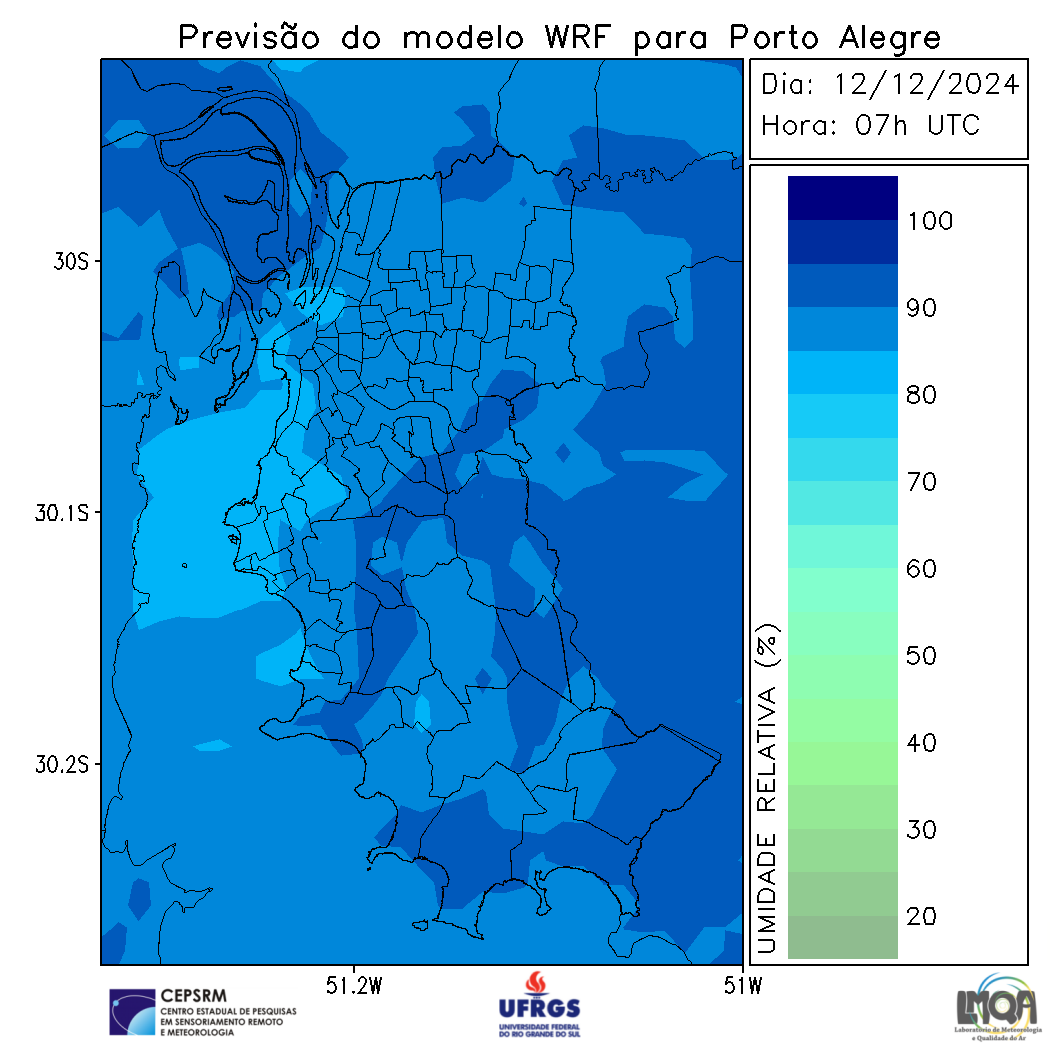 Previsão do modelo WRF para Porto Alegre
Dia: 12/12/2024
Hora: 07h UTC
100
90
80
70
60
50
40
30
20
UMIDADE RELATIVA (%)
30S
30.1S
30.2S
51.2W
51W
CEPSRM
CENTRO ESTADUAL DE PESQUISAS
EM SENSORIAMENTO REMOTO
E METEOROLOGIA
UFRGS
UNIVERSIDADE FEDERAL
DO RIO GRANDE DO SUL
LMQA
Laboratório de Meteorologia
e Qualidade do Ar